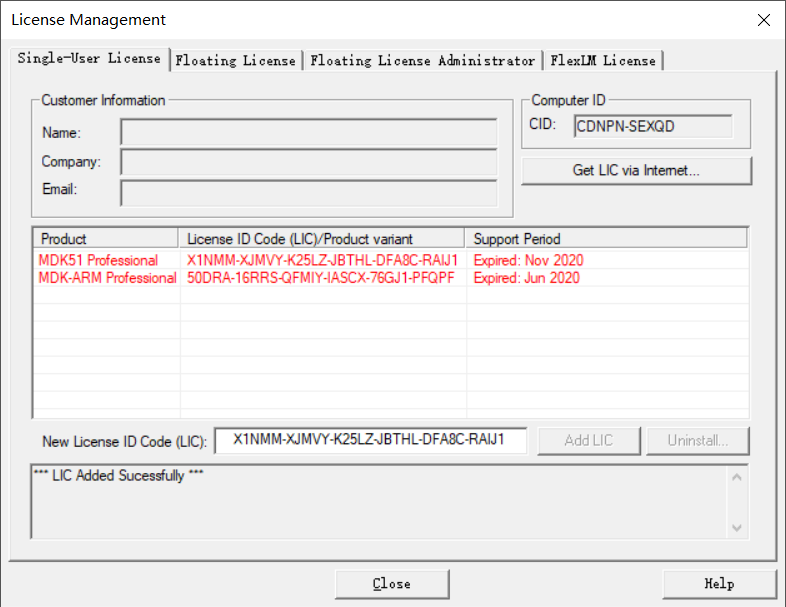 License Management
Single-User License
Floating License
Floating License Administrator
FlexLM License
Customer Information
Name:
Company:
Email:
Computer ID
CID:
CDNPN-SEXQD
Get LIC via Internet...
Product
License ID Code (LIC)/Product variant
Support Period
MDK51 Professional
X1NMM-XJMVY-K25LZ-JBTHL-DFA8C-RAIJ1
Expired: Nov 2020
MDK-ARM Professional
50DRA-16RRS-QFMIY-IASCX-76GJ1-PFQPF
Expired: Jun 2020
New License ID Code (LIC):
X1NMM-XJMVY-K25LZ-JBTHL-DFA8C-RAIJ1
Add LIC
Uninstall...
*** LIC Added Sucessfully ***
Close
Help